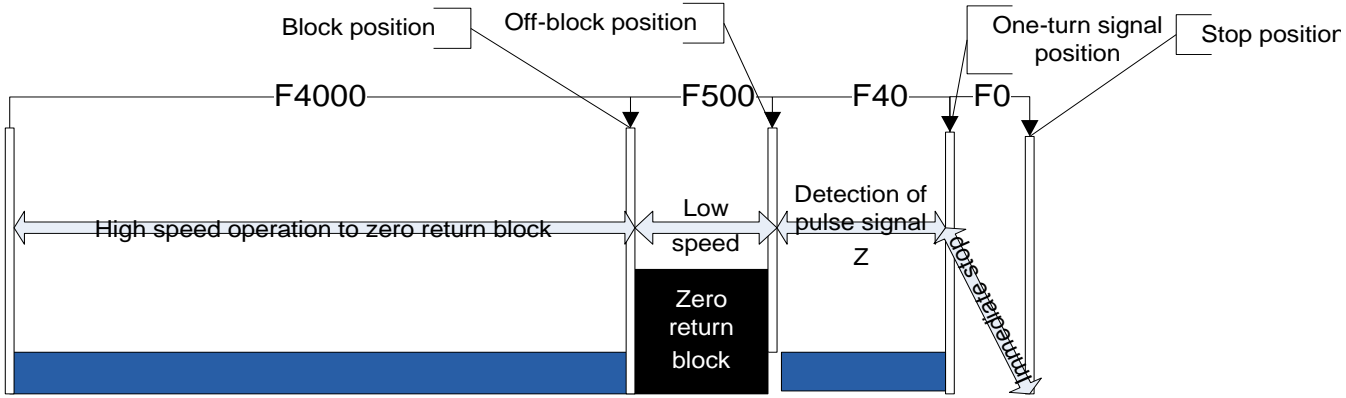 Block position
Off-block position
One-turn signal
position
Stop position
F4000
F500
F40
F0
High speed operation to zero return block
Low
speed
Detection of
pulse signal
Z
Immediate stop
Zero
return
block